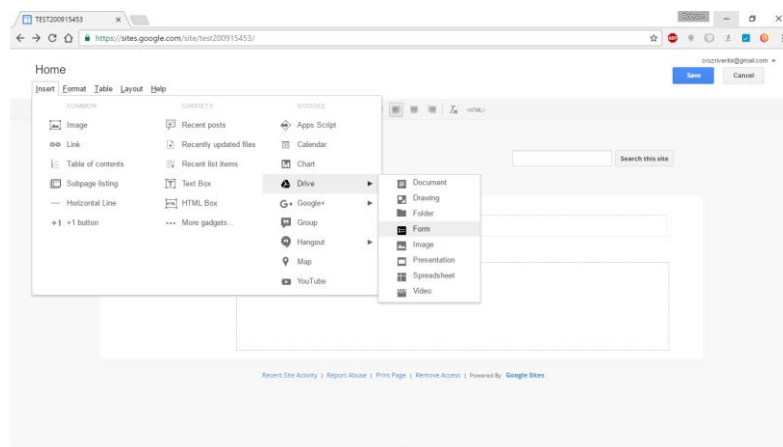 TEST200915453
https://sites.google.com/site/test200915453/
Home
Save
Cancel
Insert Format Table Layout Help
<HTML>
COMMON
Image
Link
Table of contents
Subpage listing
Horizontal Line
+1 +1 button
GADGETS
Recent posts
Recently updated files
Recent list items
Text Box
HTML Box
More gadgets...
GOOGLE
Apps Script
Calendar
Chart
Drive
Google+
Group
Hangout
Map
YouTube
Document
Drawing
Folder
Form
Image
Presentation
Spreadsheet
Video
Search this site
Recent Site Activity | Report Abuse | Print Page | Remove Access | Powered By Google Sites